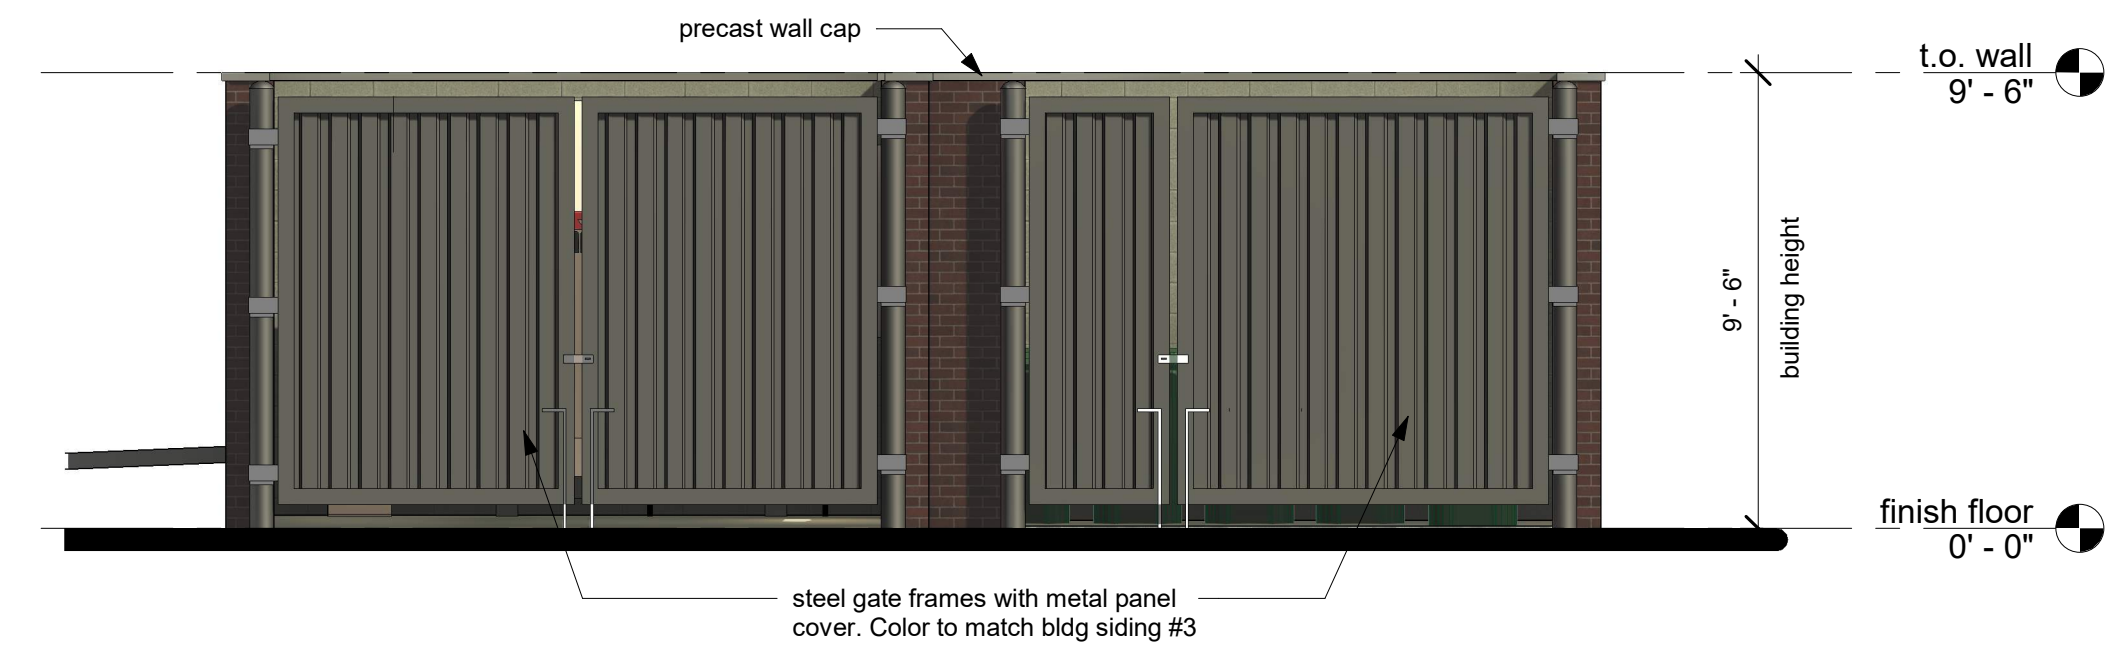 precast wall cap
t.o. wall
9' - 6"
9' - 6"
building height
finish floor
0' - 0"
steel gate frames with metal panel
cover. Color to match bldg siding #3